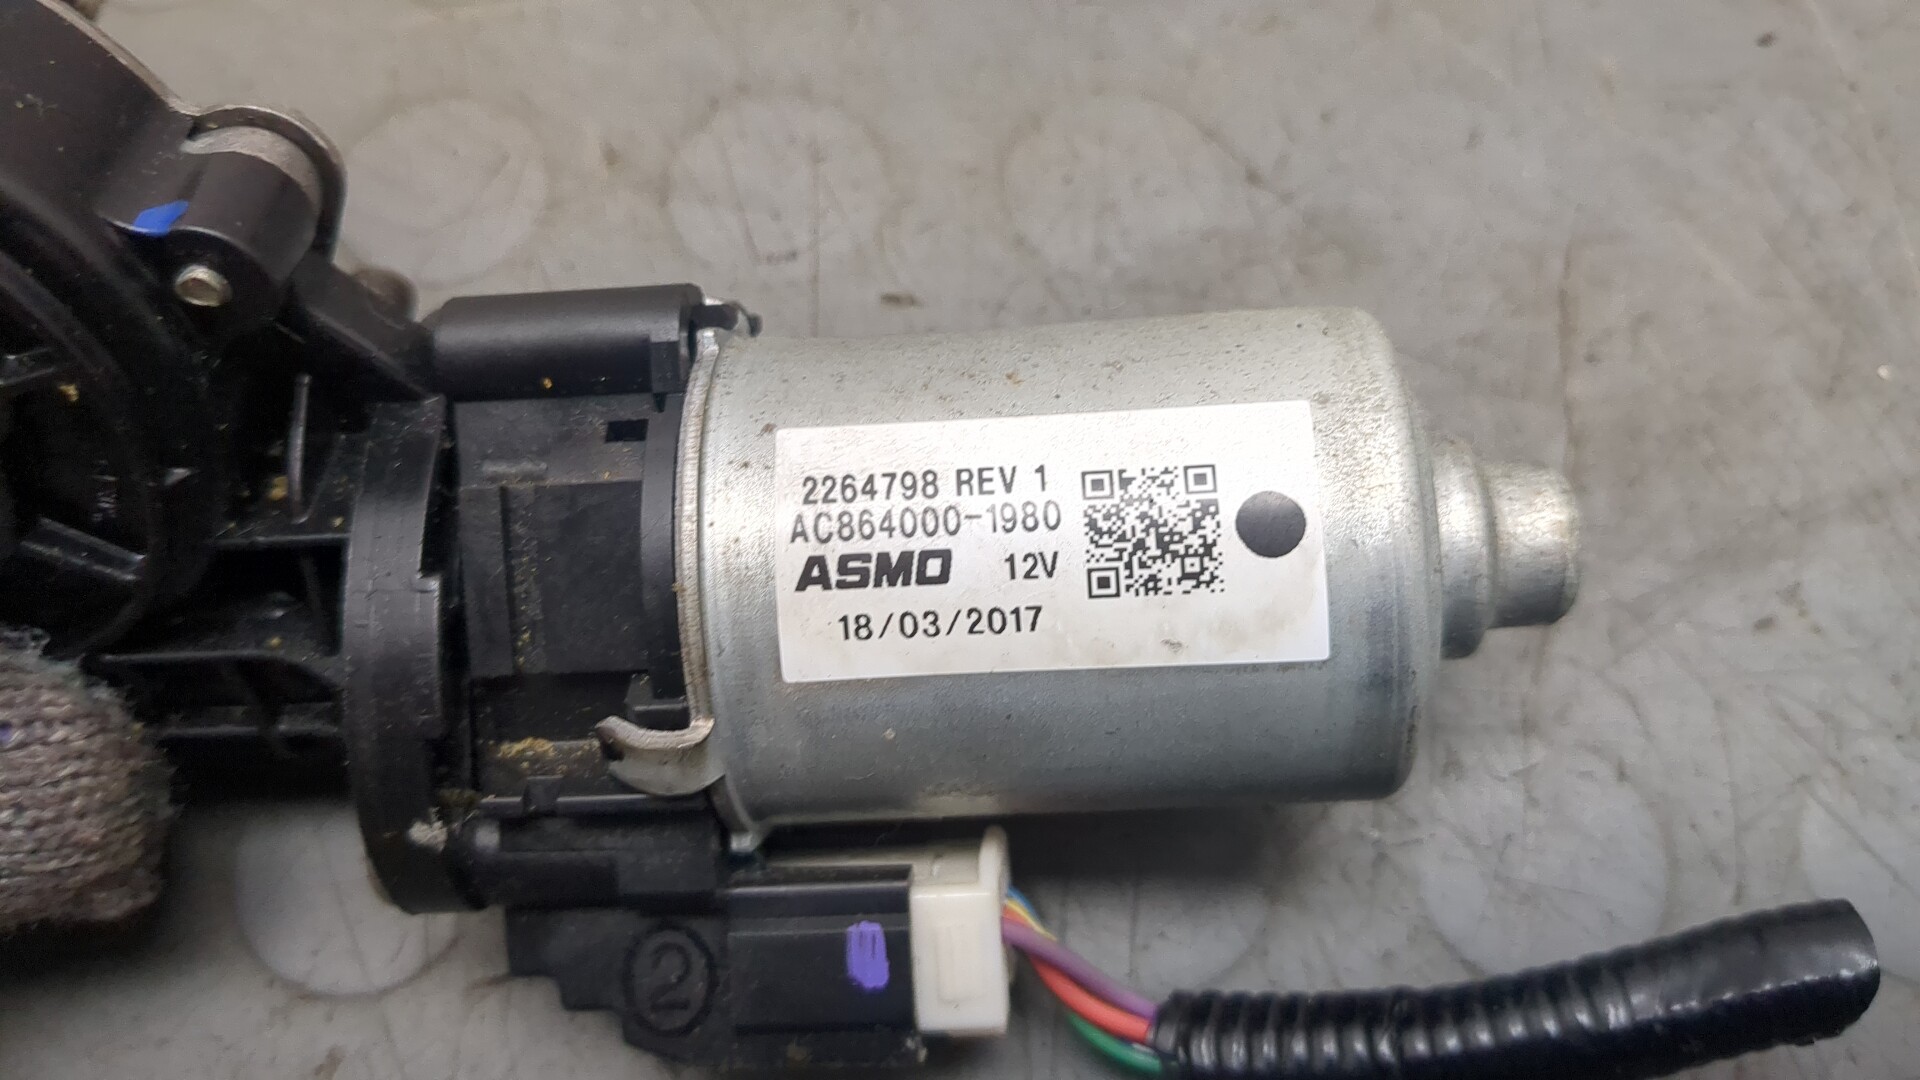 2264798 REV 1
AC864000-1980
ASMO 12V
18/03/2017
2